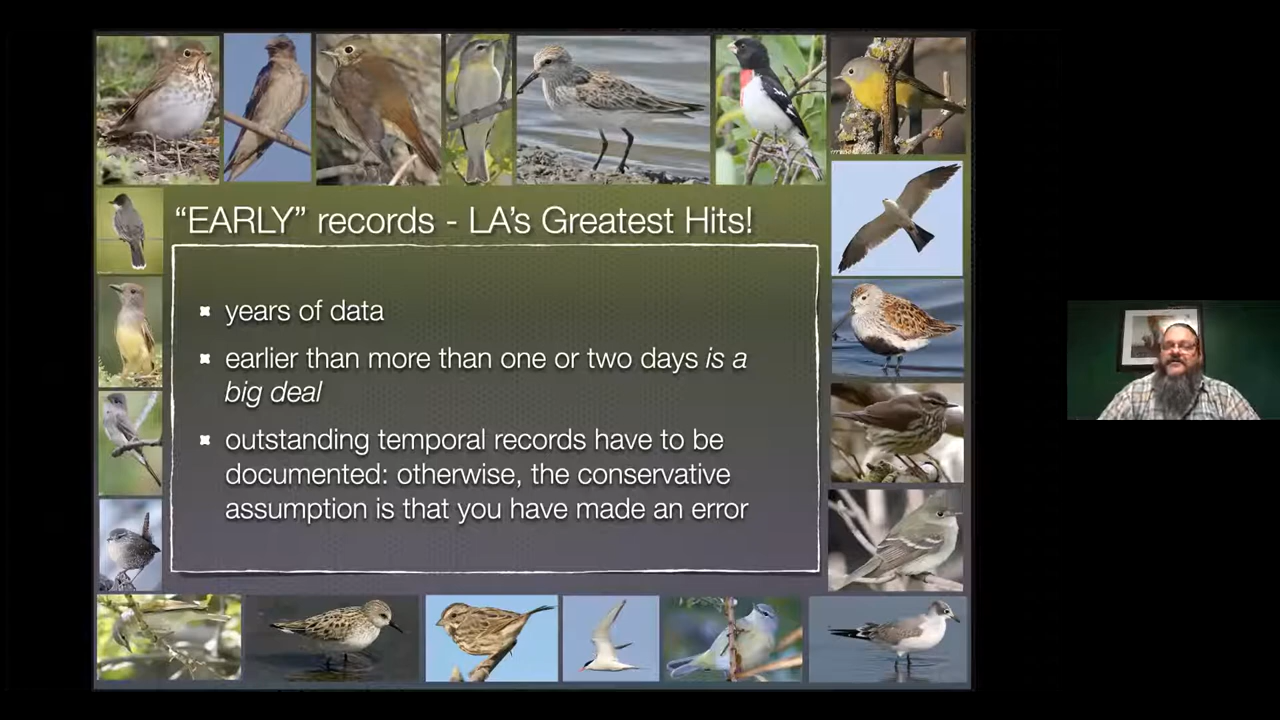 “EARLY” records - LA’s Greatest Hits!
years of data
earlier than more than one or two days is a
big deal
outstanding temporal records have to be
documented: otherwise, the conservative
assumption is that you have made an error